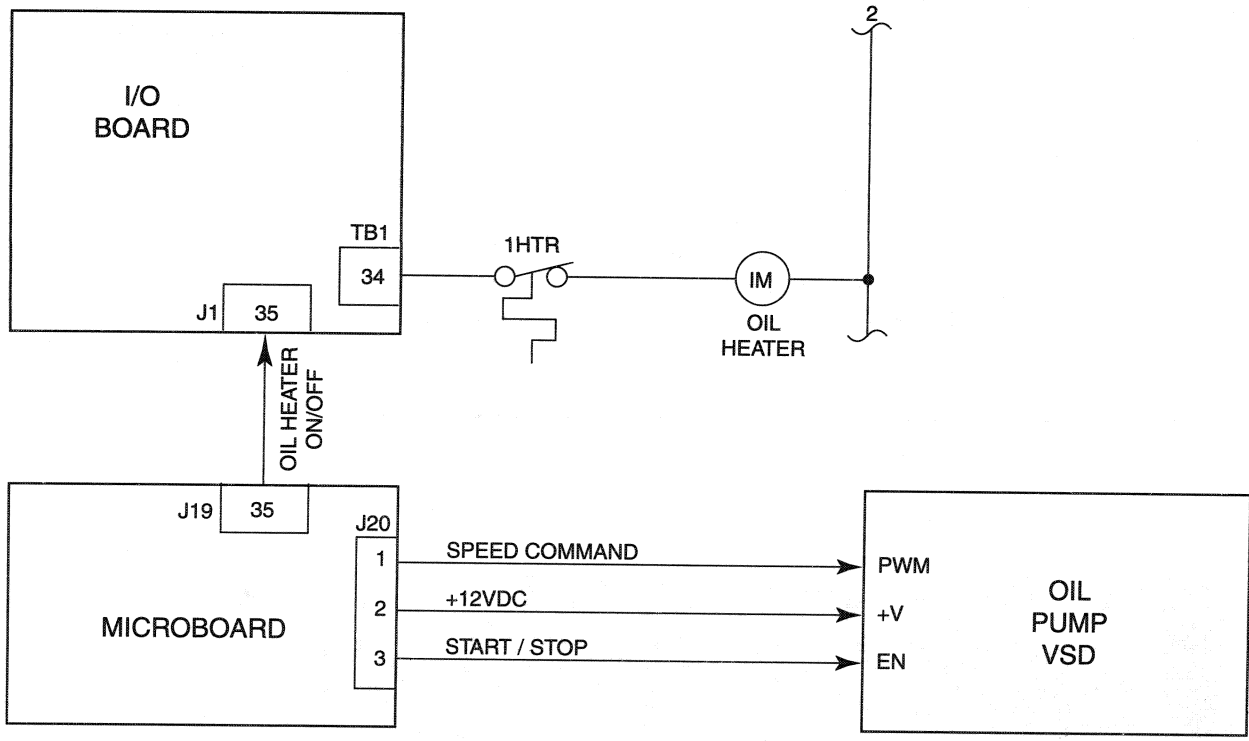 2
I/O
BOARD
TB1
34
1HTR
IM
OIL
HEATER
J1
35
OIL HEATER
ON/OFF
J19
35
J20
1
SPEED COMMAND
PWM
2
+12VDC
+V
3
START / STOP
EN
MICROBOARD
OIL
PUMP
VSD